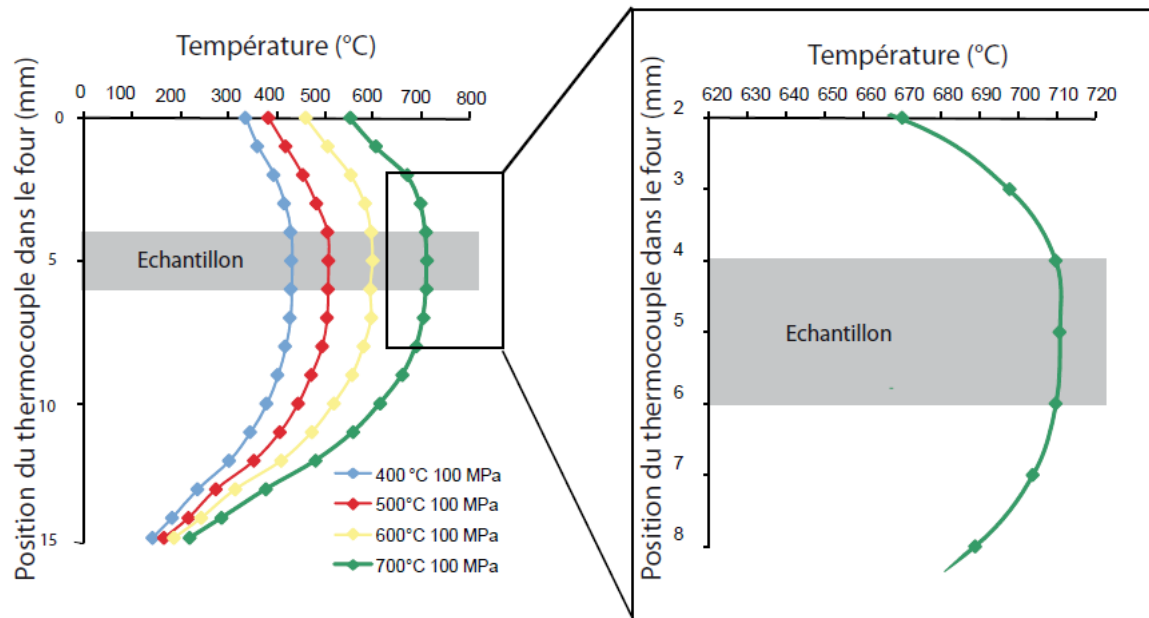 Température (°C)
0 100 200 300 400 500 600 700 800
Position du thermocouple dans le four (mm)
0
5
10
15
Echantillon
400 °C 100 MPa
500°C 100 MPa
600°C 100 MPa
700°C 100 MPa
Température (°C)
620 630 640 650 660 670 680 690 700 710 720
Position du thermocouple dans le four (mm)
2
3
4
5
6
7
8
Echantillon